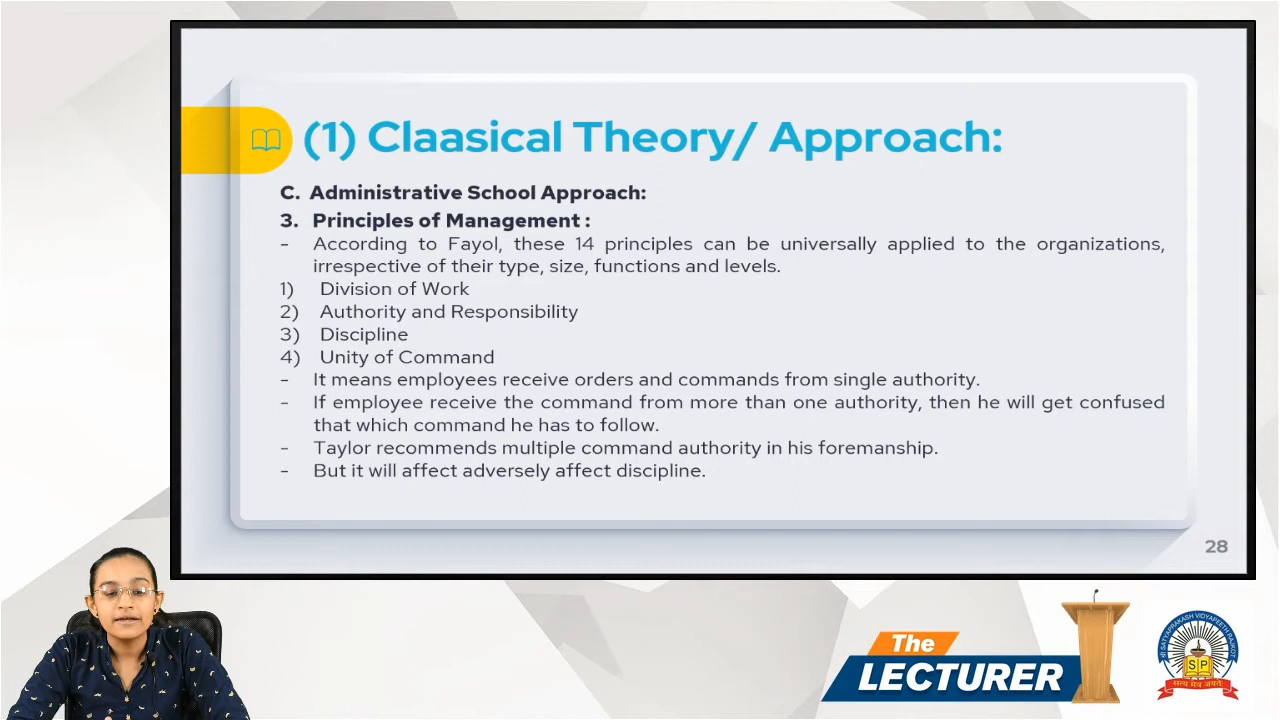 (1) Claasical Theory/ Approach:
C. Administrative School Approach:
3. Principles of Management :
- According to Fayol, these 14 principles can be universally applied to the organizations,
irrespective of their type, size, functions and levels.
1) Division of Work
2) Authority and Responsibility
3) Discipline
4) Unity of Command
- It means employees receive orders and commands from single authority.
- If employee receive the command from more than one authority, then he will get confused
that which command he has to follow.
- Taylor recommends multiple command authority in his foremanship.
- But it will affect adversely affect discipline.
28
The
LECTURER
SATYAPRAKASH VIDYAPEETH RAJKOT
SP
सत्य मेव जयते